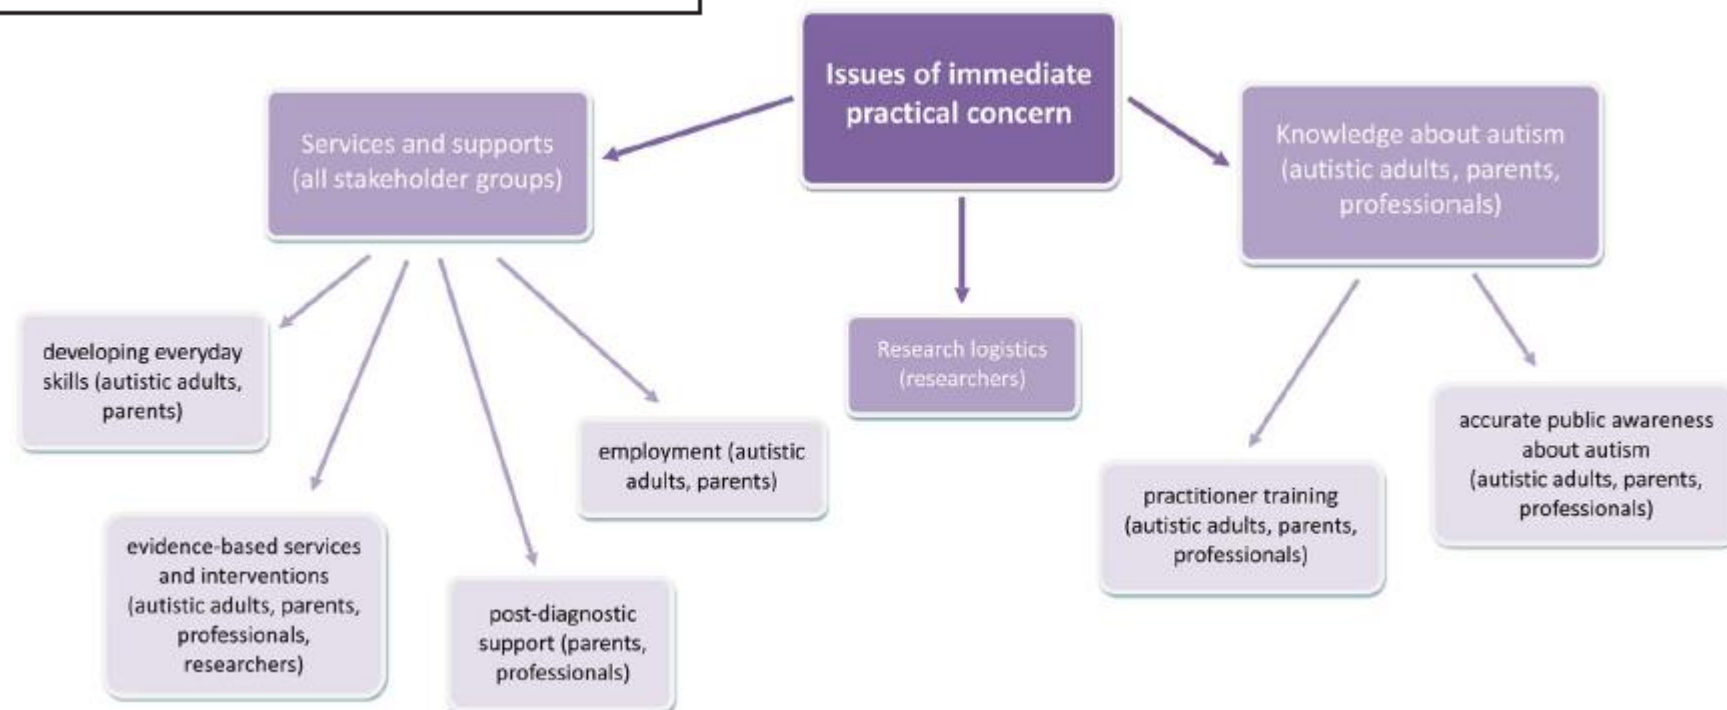 Issues of immediate
practical concern
Services and supports
(all stakeholder groups)
Knowledge about autism
(autistic adults, parents,
professionals)
Research logistics
(researchers)
developing everyday
skills (autistic adults,
parents)
evidence-based services
and interventions
(autistic adults, parents,
professionals,
researchers)
post-diagnostic
support (parents,
professionals)
employment (autistic
adults, parents)
practitioner training
(autistic adults, parents,
professionals)
accurate public awareness
about autism
(autistic adults, parents,
professionals)